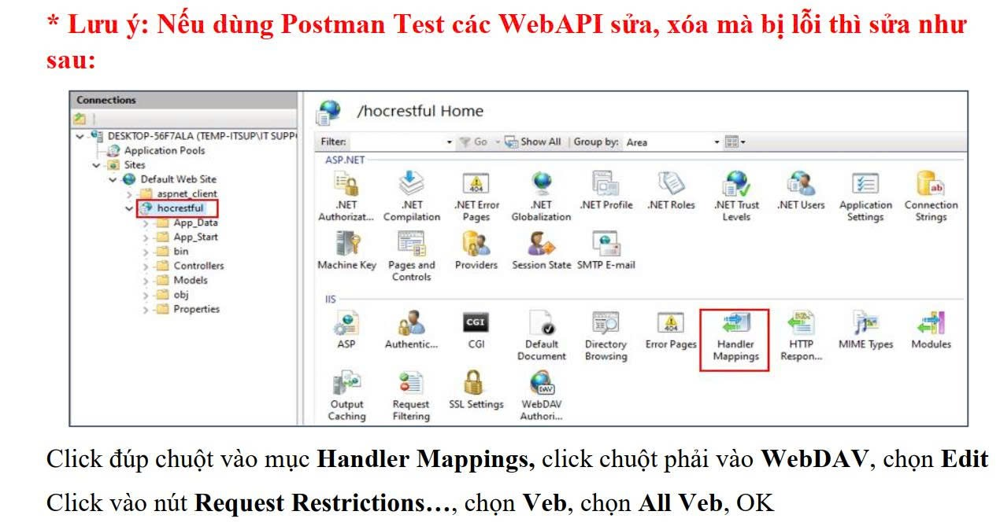 * Lưu ý: Nếu dùng Postman Test các WebAPI sửa, xóa mà bị lỗi thì sửa như
sau:
Connections
DESKTOP-56F7ALA (TEMP-ITSUP\IT SUPP
Application Pools
Sites
Default Web Site
aspnet_client
hocrestful
App_Data
App_Start
bin
Controllers
Models
obj
Properties
/hocrestful Home
Filter: Go Show All Group by: Area
ASP.NET
.NET Authorizat...
.NET Compilation
.NET Error Pages
.NET Globalization
.NET Profile
.NET Roles
.NET Trust Levels
.NET Users
Application Settings
Connection Strings
Machine Key
Pages and Controls
Providers
Session State
SMTP E-mail
IIS
ASP
Authentic...
CGI
Default Document
Directory Browsing
Error Pages
Handler Mappings
HTTP Respon...
MIME Types
Modules
Output Caching
Request Filtering
SSL Settings
WebDAV Authori...
404
ab
CGI
404
DAV
Click đúp chuột vào mục Handler Mappings, click chuột phải vào WebDAV, chọn Edit
Click vào nút Request Restrictions…, chọn Veb, chọn All Veb, OK